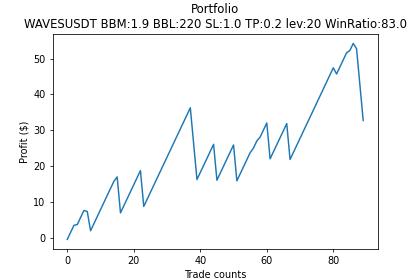 Portfolio
WAVESUSDT BBM:1.9 BBL:220 SL:1.0 TP:0.2 lev:20 WinRatio:83.0
50
40
30
20
10
0
Profit ($)
0 20 40 60 80
Trade counts